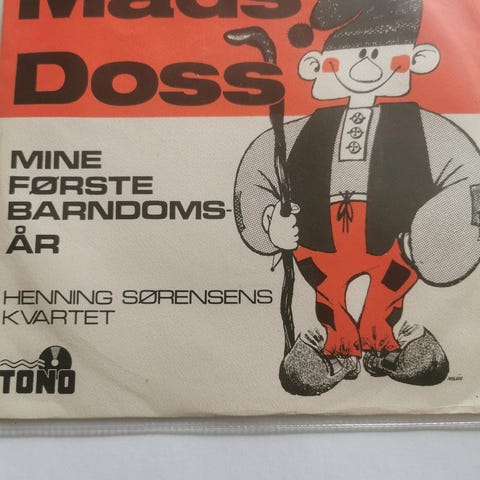 Mads
Doss
MINE
FØRSTE
BARNDOMS-
ÅR
HENNING SØRENSENS
KVARTET
TONO